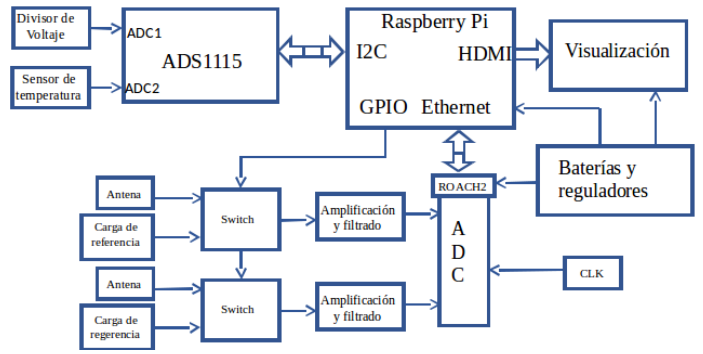 Divisor de
Voltaje
ADC1
ADS1115
Sensor de
temperatura
ADC2
Raspberry Pi
I2C
HDMI
GPIO
Ethernet
Visualización
Baterías y
reguladores
ROACH2
A
D
C
CLK
Antena
Carga de
referencia
Switch
Amplificación
y filtrado
Antena
Carga de
regerencia
Switch
Amplificación
y filtrado